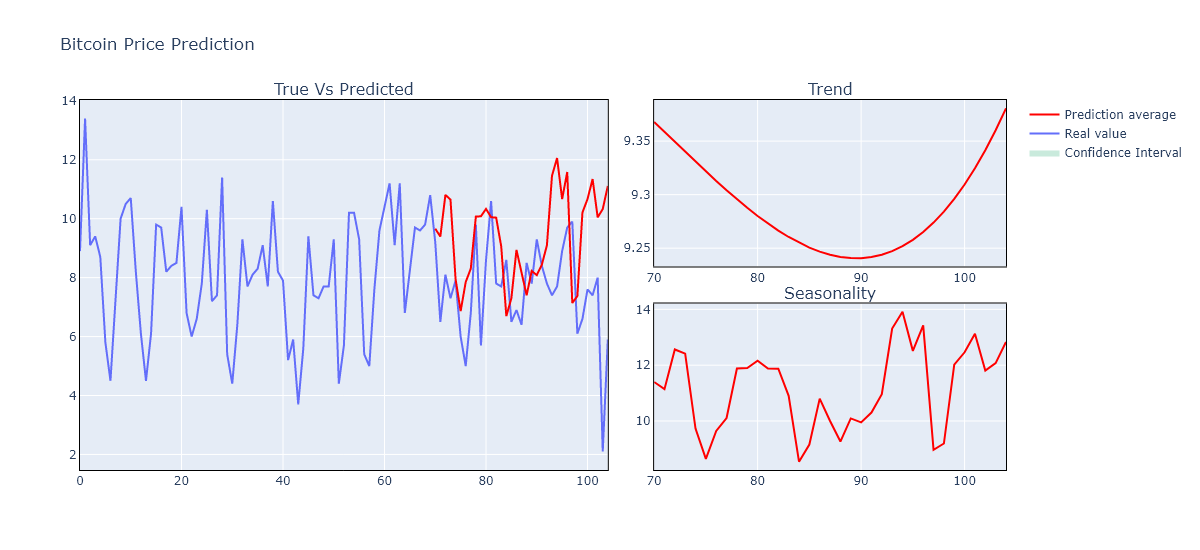 Bitcoin Price Prediction
True Vs Predicted
14
12
10
8
6
4
2
0 20 40 60 80 100
Trend
9.35
9.3
9.25
70 80 90 100
Seasonality
14
12
10
70 80 90 100
Prediction average
Real value
Confidence Interval